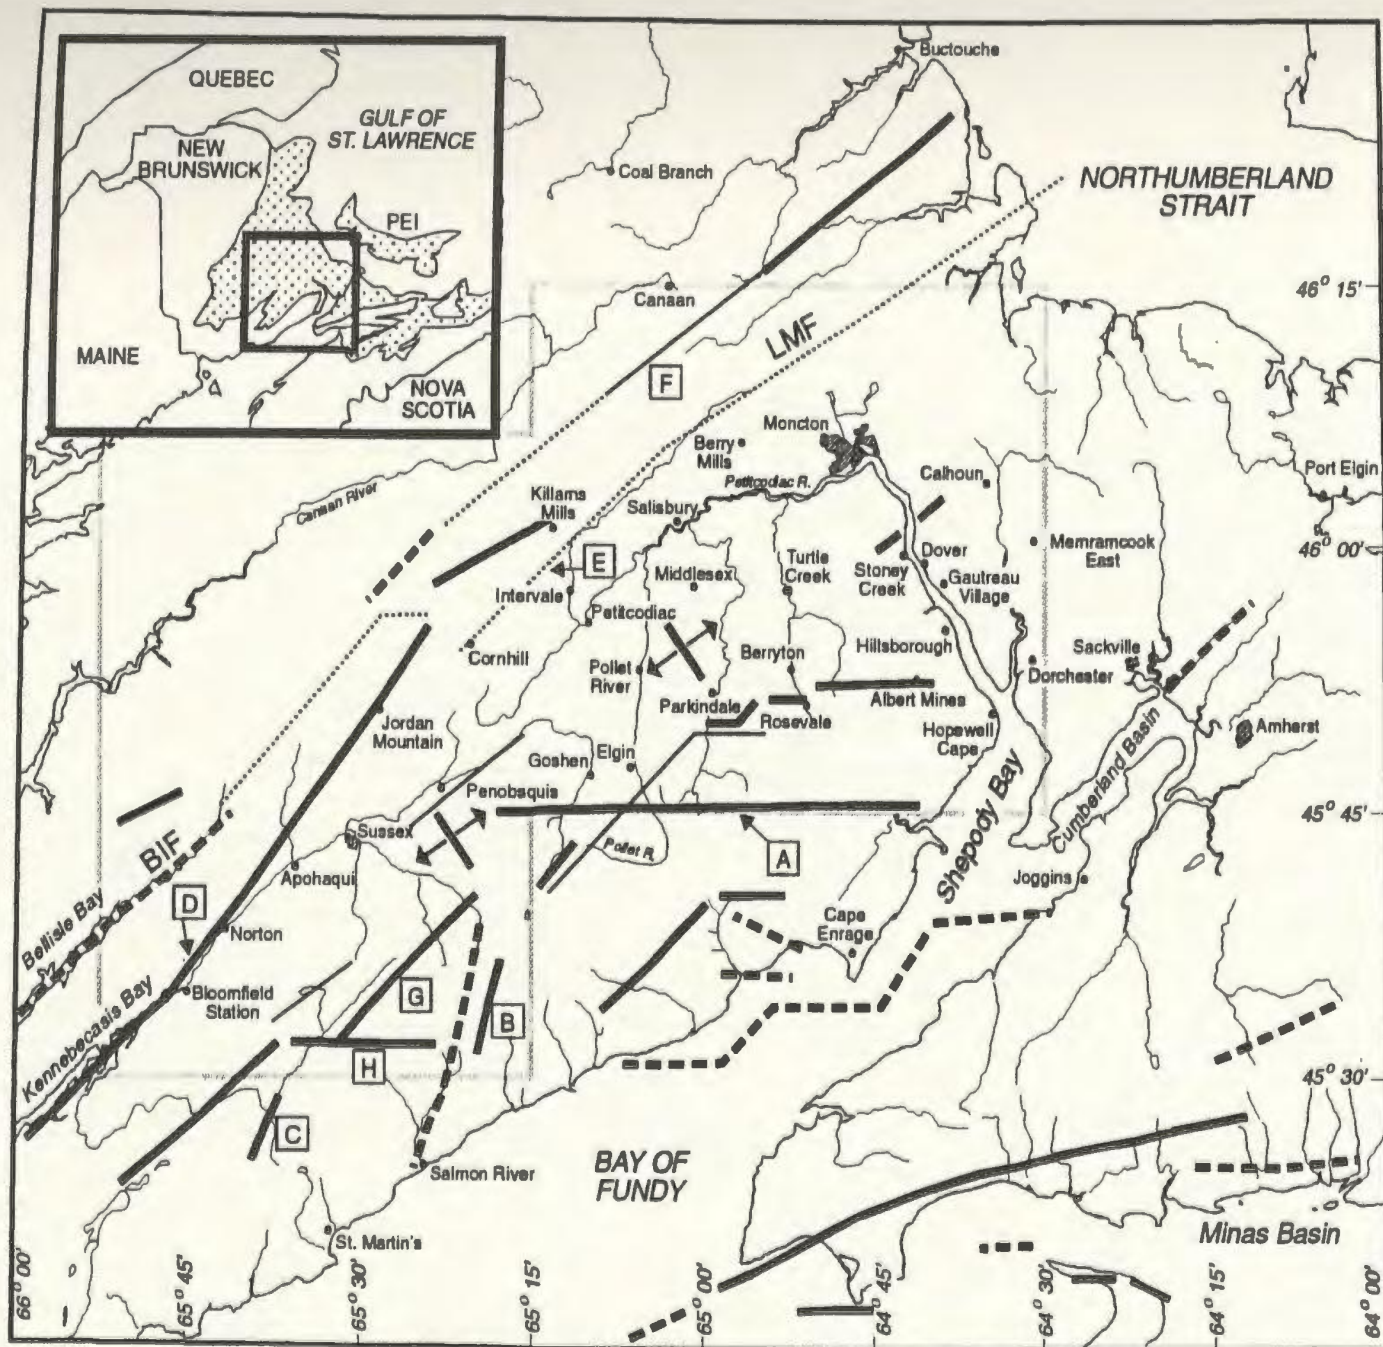 QUEBEC
GULF OF
ST. LAWRENCE
NEW
BRUNSWICK
PEI
MAINE
NOVA
SCOTIA
Buctouche
Coal Branch
NORTHUMBERLAND
STRAIT
Canaan
46° 15'
LMF
F
Moncton
Berry
Mills
Petitcodiac R.
Calhoun
Port Elgin
Canaan River
Killams
Mills
Salisbury
46° 00'
Dover
Memramcook
East
E
Middlesex
Turtle
Creek
Stoney
Creek
Gautreau
Village
Intervale
Petitcodiac
Hillsborough
Sackville
Cornhill
Pollet
River
Berryton
Dorchester
Parkindale
Albert Mines
Rosevale
Jordan
Mountain
Hopewell
Cape
Amherst
Goshen
Elgin
Cumberland Basin
Penobsquis
Shepody Bay
45° 45'
Sussex
BIF
Pollet R.
A
Apohaqui
Joggins
D
Bellisle Bay
Norton
Cape
Enrage
Bloomfield
Station
G
B
Kennebecasis Bay
H
45° 30'
C
Salmon River
BAY OF
FUNDY
St. Martin's
Minas Basin
66° 00'
65° 45'
65° 30'
65° 15'
65° 00'
64° 45'
64° 30'
64° 15'
64° 00'